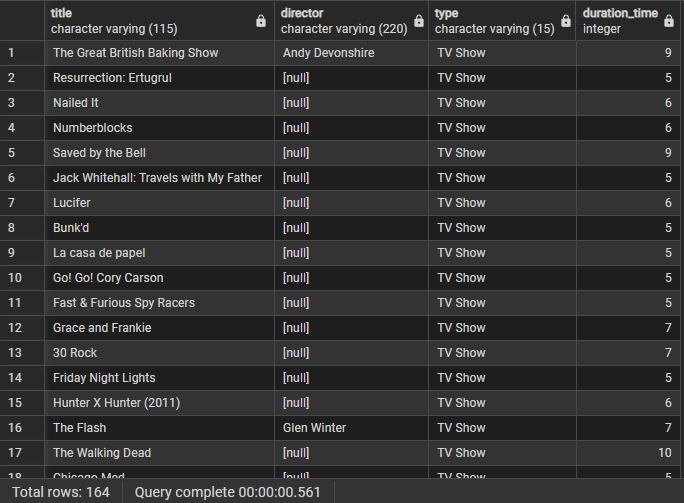 title director type duration_time
character varying (115) character varying (220) character varying (15) integer
1 The Great British Baking Show Andy Devonshire TV Show 9
2 Resurrection: Ertugrul [null] TV Show 5
3 Nailed It [null] TV Show 6
4 Numberblocks [null] TV Show 6
5 Saved by the Bell [null] TV Show 9
6 Jack Whitehall: Travels with My Father [null] TV Show 5
7 Lucifer [null] TV Show 6
8 Bunk'd [null] TV Show 5
9 La casa de papel [null] TV Show 5
10 Go! Go! Cory Carson [null] TV Show 5
11 Fast & Furious Spy Racers [null] TV Show 5
12 Grace and Frankie [null] TV Show 7
13 30 Rock [null] TV Show 7
14 Friday Night Lights [null] TV Show 5
15 Hunter X Hunter (2011) [null] TV Show 6
16 The Flash Glen Winter TV Show 7
17 The Walking Dead [null] TV Show 10
18 Chicago Med [null] TV Show 5
Total rows: 164 Query complete 00:00:00.561